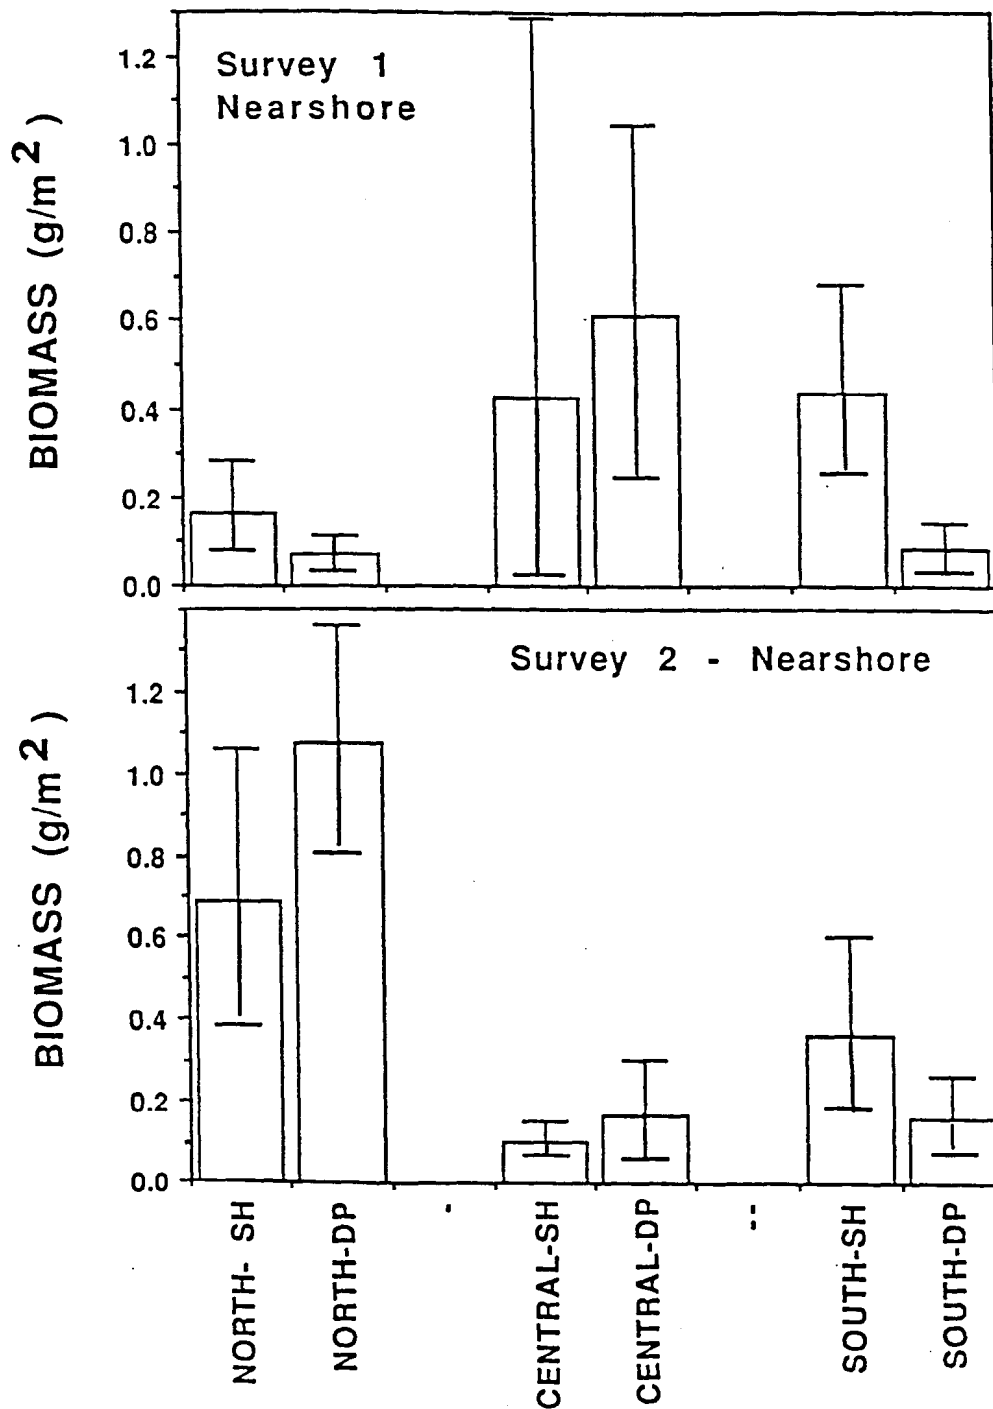 Survey 1
Nearshore
BIOMASS (g/m²)
1.2
1.0
0.8
0.6
0.4
0.2
0.0
Survey 2 - Nearshore
BIOMASS (g/m²)
1.2
1.0
0.8
0.6
0.4
0.2
0.0
NORTH- SH
NORTH-DP
-
CENTRAL-SH
CENTRAL-DP
--
SOUTH-SH
SOUTH-DP